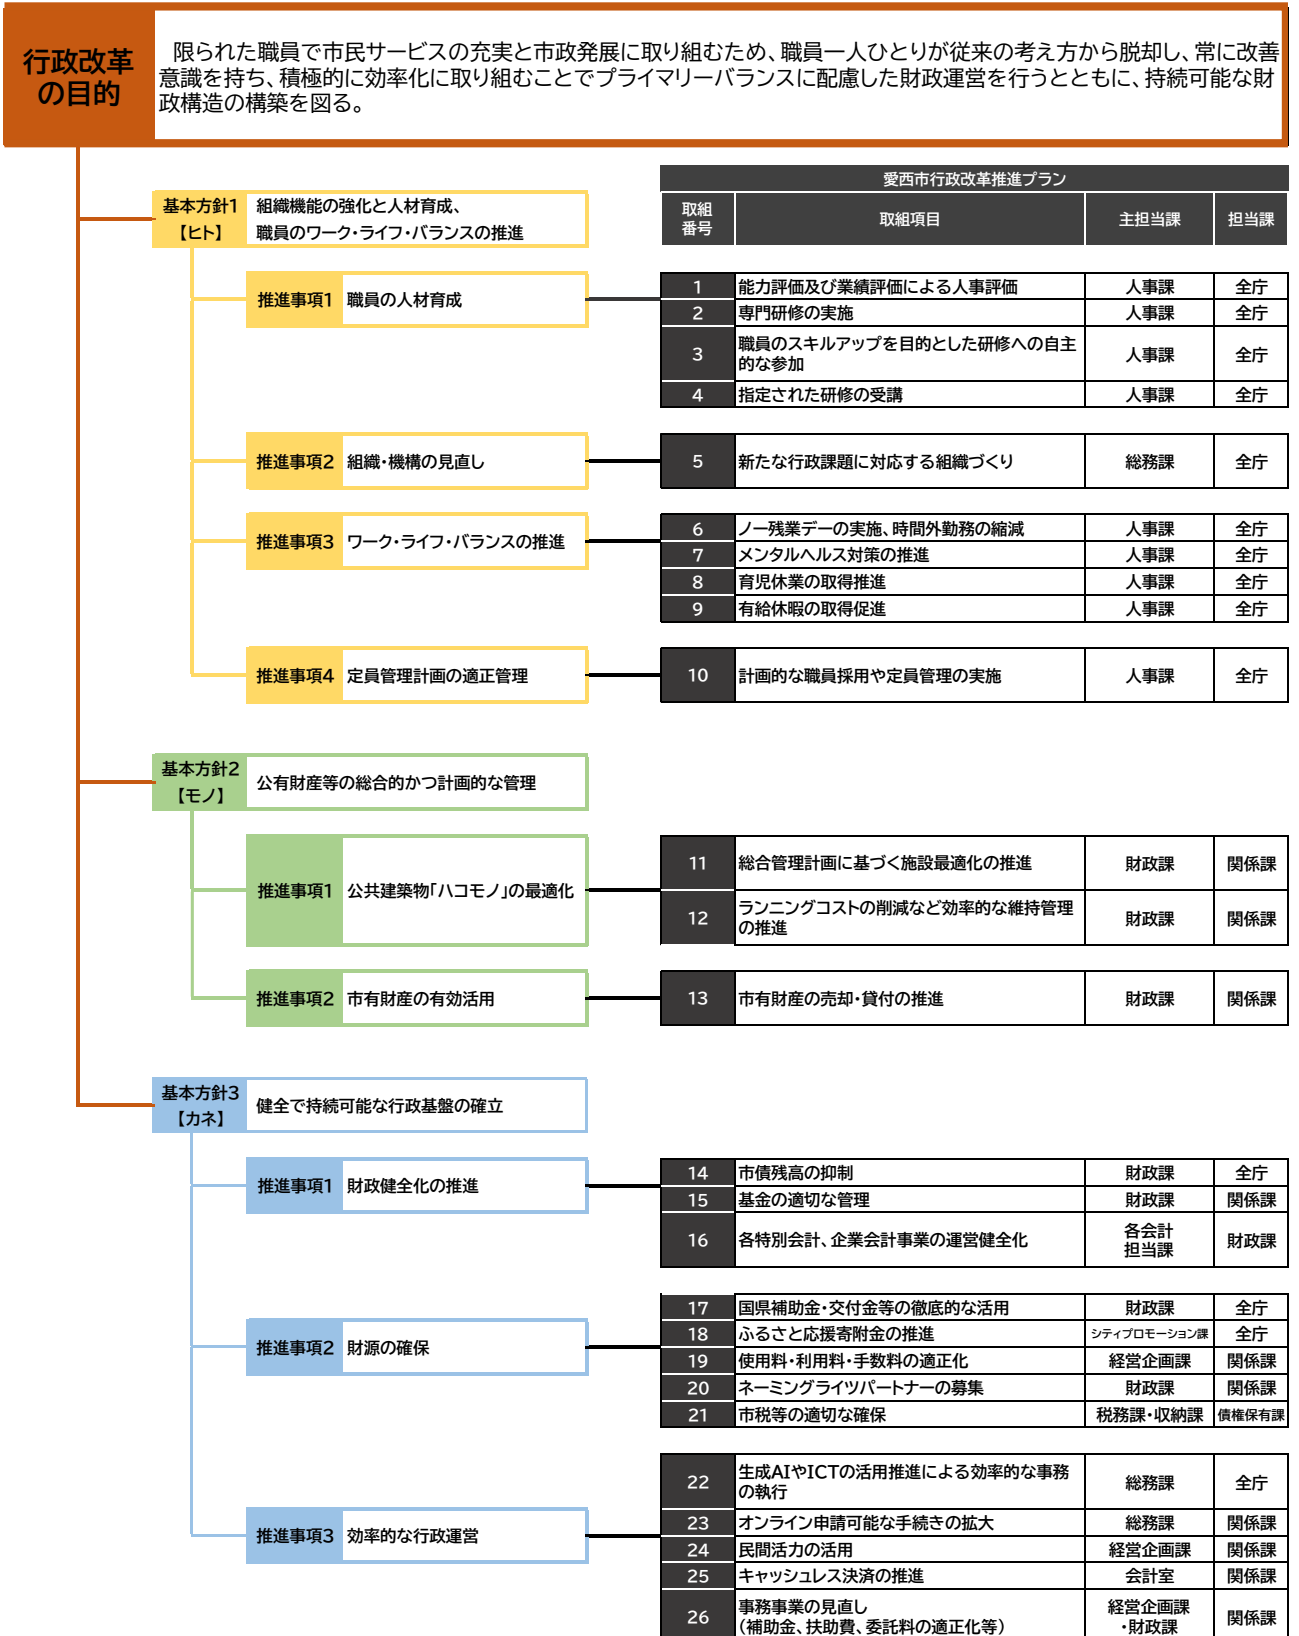 行政改革
の目的
限られた職員で市民サービスの充実と市政発展に取り組むため、職員一人ひとりが従来の考え方から脱却し、常に改善
意識を持ち、積極的に効率化に取り組むことでプライマリーバランスに配慮した財政運営を行うとともに、持続可能な財
政構造の構築を図る。
愛西市行政改革推進プラン
取組
番号
取組項目
主担当課
担当課
基本方針1
【ヒト】
組織機能の強化と人材育成、
職員のワーク・ライフ・バランスの推進
推進事項1 職員の人材育成
1 能力評価及び業績評価による人事評価 人事課 全庁
2 専門研修の実施 人事課 全庁
3 職員のスキルアップを目的とした研修への自主
的な参加 人事課 全庁
4 指定された研修の受講 人事課 全庁
推進事項2 組織・機構の見直し
5 新たな行政課題に対応する組織づくり 総務課 全庁
推進事項3 ワーク・ライフ・バランスの推進
6 ノー残業デーの実施、時間外勤務の縮減 人事課 全庁
7 メンタルヘルス対策の推進 人事課 全庁
8 育児休業の取得推進 人事課 全庁
9 有給休暇の取得促進 人事課 全庁
推進事項4 定員管理計画の適正管理
10 計画的な職員採用や定員管理の実施 人事課 全庁
基本方針2
【モノ】
公有財産等の総合的かつ計画的な管理
推進事項1 公共建築物「ハコモノ」の最適化
11 総合管理計画に基づく施設最適化の推進 財政課 関係課
12 ランニングコストの削減など効率的な維持管理
の推進 財政課 関係課
推進事項2 市有財産の有効活用
13 市有財産の売却・貸付の推進 財政課 関係課
基本方針3
【カネ】
健全で持続可能な行政基盤の確立
推進事項1 財政健全化の推進
14 市債残高の抑制 財政課 全庁
15 基金の適切な管理 財政課 関係課
16 各特別会計、企業会計事業の運営健全化 各会計
担当課 財政課
推進事項2 財源の確保
17 国県補助金・交付金等の徹底的な活用 財政課 全庁
18 ふるさと応援寄附金の推進 シティプロモーション課 全庁
19 使用料・利用料・手数料の適正化 経営企画課 関係課
20 ネーミングライツパートナーの募集 財政課 関係課
21 市税等の適切な確保 税務課・収納課 債権保有課
推進事項3 効率的な行政運営
22 生成AIやICTの活用推進による効率的な事務
の執行 総務課 全庁
23 オンライン申請可能な手続きの拡大 総務課 関係課
24 民間活力の活用 経営企画課 関係課
25 キャッシュレス決済の推進 会計室 関係課
26 事務事業の見直し
（補助金、扶助費、委託料の適正化等） 経営企画課
・財政課 関係課